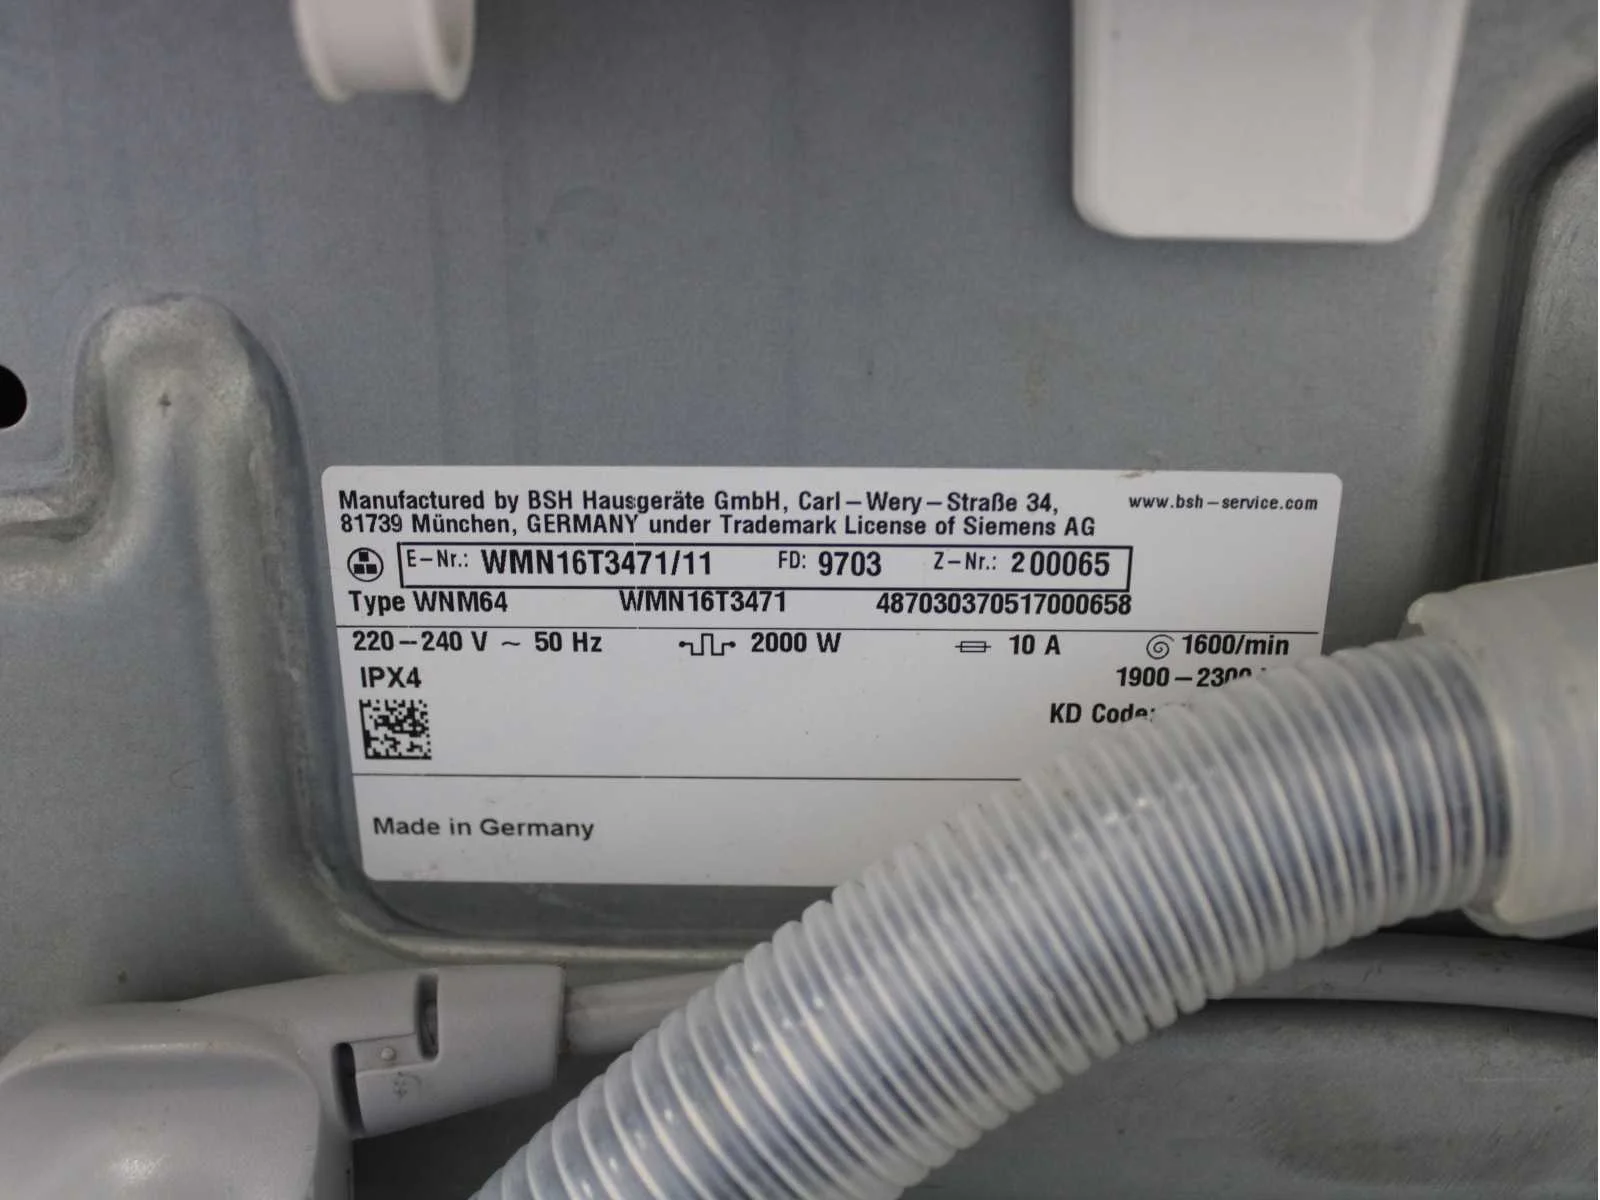 Manufactured by BSH Hausgeräte GmbH, Carl-Wery-Straße 34,
81739 München, GERMANY under Trademark License of Siemens AG
www.bsh-service.com
E-Nr.: WMN16T3471/11 FD: 9703 Z-Nr.: 200065
Type WNM64 WMN16T3471 487030370517000658
220-240 V ~ 50 Hz 2000 W 10 A 1600/min
IPX4 1900-2300
KD Code:
Made in Germany